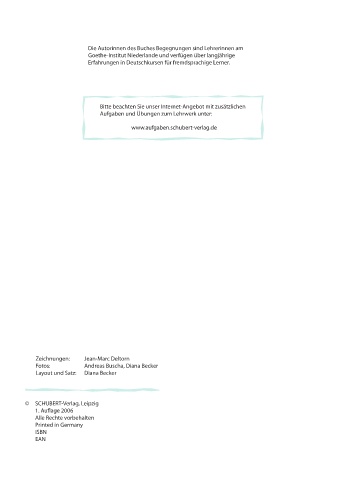 Die Autorinnen des Buches Begegnungen sind Lehrerinnen am
Goethe-Institut Niederlande und verfügen über langjährige
Erfahrungen in Deutschkursen für fremdsprachige Lerner.
Bitte beachten Sie unser Internet-Angebot mit zusätzlichen
Aufgaben und Übungen zum Lehrwerk unter:
www.aufgaben.schubert-verlag.de
Zeichnungen: Jean-Marc Deltorn
Fotos: Andreas Buscha, Diana Becker
Layout und Satz: Diana Becker
© SCHUBERT-Verlag, Leipzig
1. Auflage 2006
Alle Rechte vorbehalten
Printed in Germany
ISBN
EAN